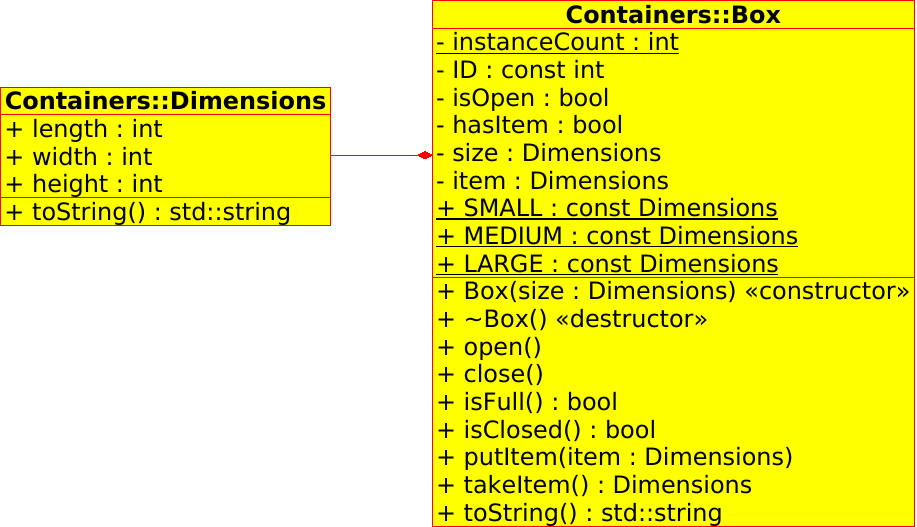 Containers::Dimensions
+ length : int
+ width : int
+ height : int
+ toString() : std::string
Containers::Box
- instanceCount : int
- ID : const int
- isOpen : bool
- hasItem : bool
- size : Dimensions
- item : Dimensions
+ SMALL : const Dimensions
+ MEDIUM : const Dimensions
+ LARGE : const Dimensions
+ Box(size : Dimensions) «constructor»
+ ~Box() «destructor»
+ open()
+ close()
+ isFull() : bool
+ isClosed() : bool
+ putItem(item : Dimensions)
+ takeItem() : Dimensions
+ toString() : std::string